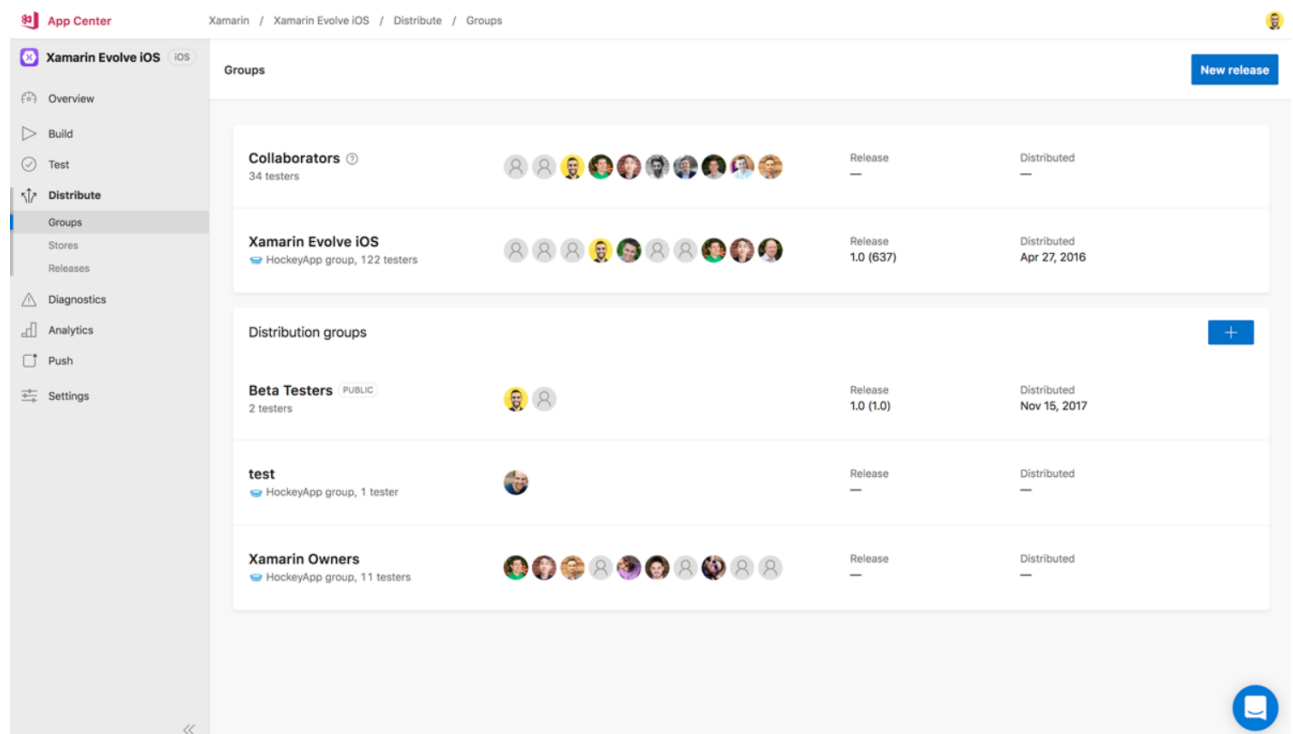 App Center
Xamarin / Xamarin Evolve iOS / Distribute / Groups
Xamarin Evolve iOS iOS
Groups
New release
Overview
Build
Test
Distribute
Groups
Stores
Releases
Diagnostics
Analytics
Push
Settings
Collaborators ?
34 testers
Release
—
Distributed
—
Xamarin Evolve iOS
HockeyApp group, 122 testers
Release
1.0 (637)
Distributed
Apr 27, 2016
Distribution groups
+
Beta Testers PUBLIC
2 testers
Release
1.0 (1.0)
Distributed
Nov 15, 2017
test
HockeyApp group, 1 tester
Release
—
Distributed
—
Xamarin Owners
HockeyApp group, 11 testers
Release
—
Distributed
—